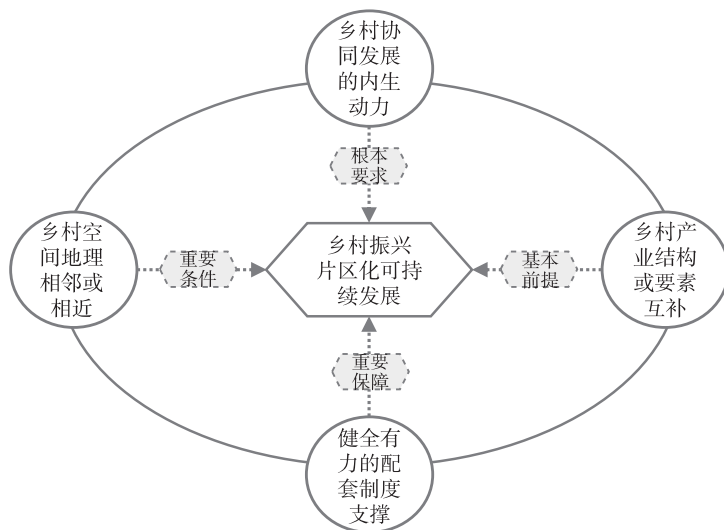 乡村协
同发展
的内生
动力
根本
要求
乡村空
间地理
相邻或
相近
重要
条件
乡村振兴
片区化可持
续发展
基本
前提
乡村产
业结构
或要素
互补
重要
保障
健全有
力的配
套制度
支撑